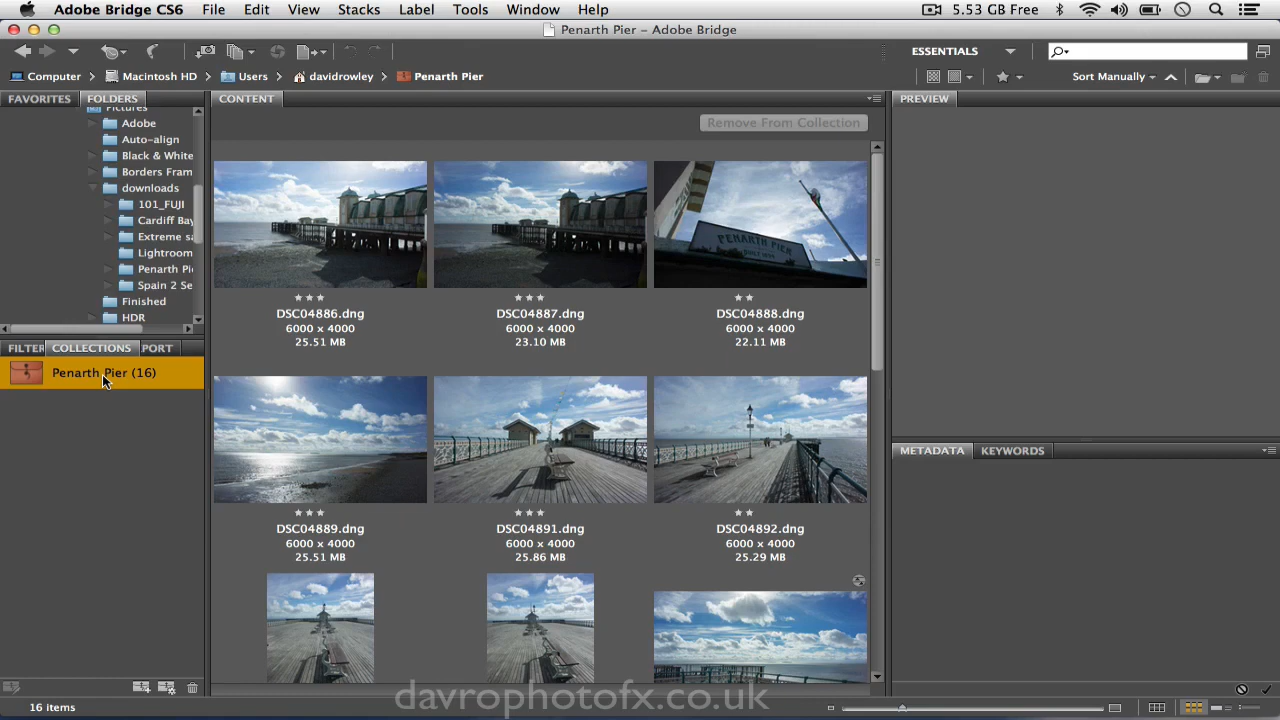 Adobe Bridge CS6 File Edit View Stacks Label Tools Window Help 5.53 GB Free
Penarth Pier – Adobe Bridge
ESSENTIALS
Computer Macintosh HD Users davidrowley Penarth Pier Sort Manually
FAVORITES FOLDERS CONTENT PREVIEW
Pictures
Remove From Collection
Adobe
Auto-align
Black & White
Borders Fram
downloads
101_FUJI
Cardiff Bay
Extreme sa
Lightroom
Penarth Pie
Spain 2 Se
Finished
HDR
PENARTH PIER
DSC04886.dng DSC04887.dng DSC04888.dng
6000 x 4000 6000 x 4000 6000 x 4000
25.51 MB 23.10 MB 22.11 MB
FILTER COLLECTIONS PORT
Penarth Pier (16)
METADATA KEYWORDS
DSC04889.dng DSC04891.dng DSC04892.dng
6000 x 4000 6000 x 4000 6000 x 4000
25.51 MB 25.86 MB 25.29 MB
davrophotofx.co.uk
16 items